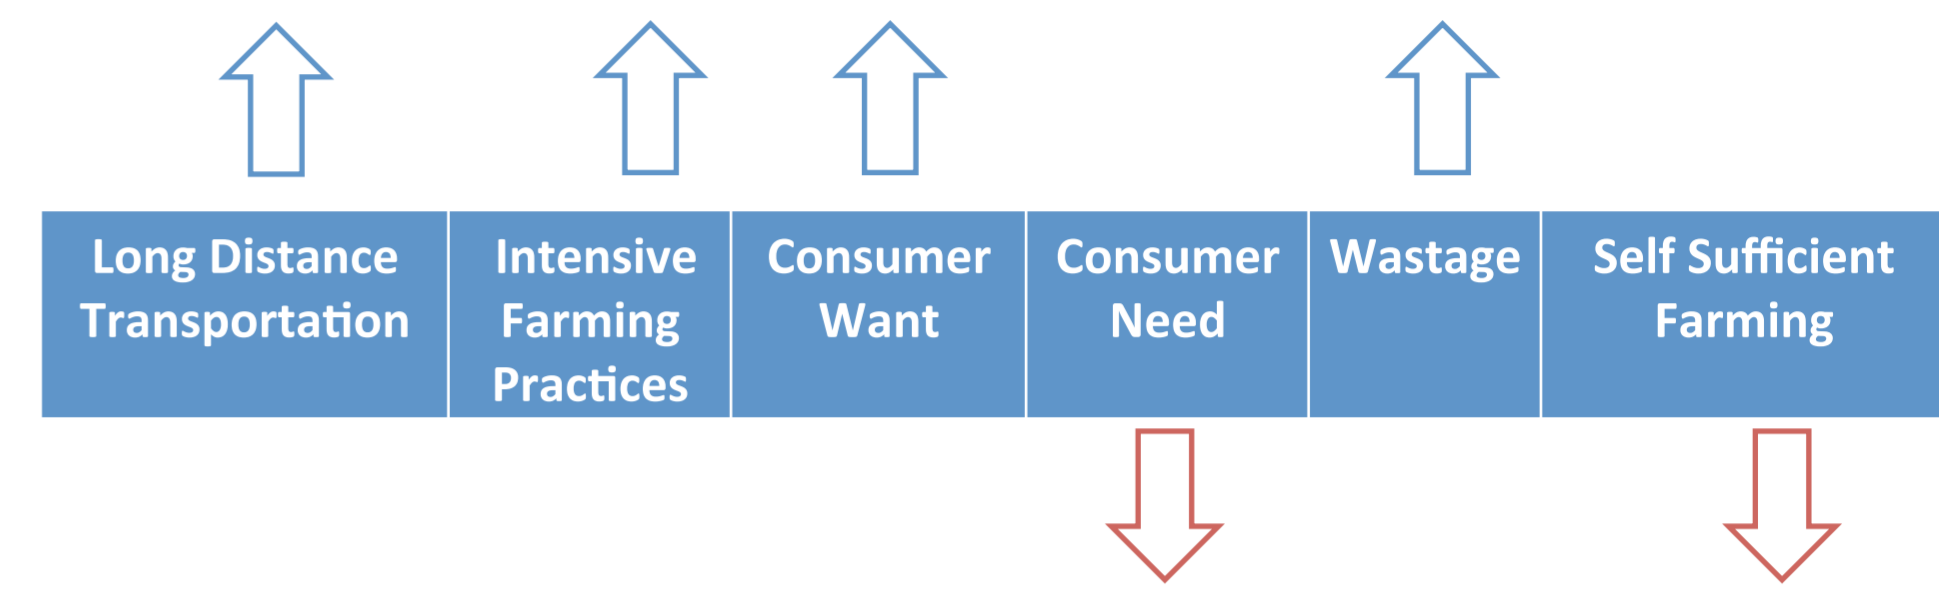 Long Distance
Transportation
Intensive
Farming
Practices
Consumer
Want
Consumer
Need
Wastage
Self Sufficient
Farming